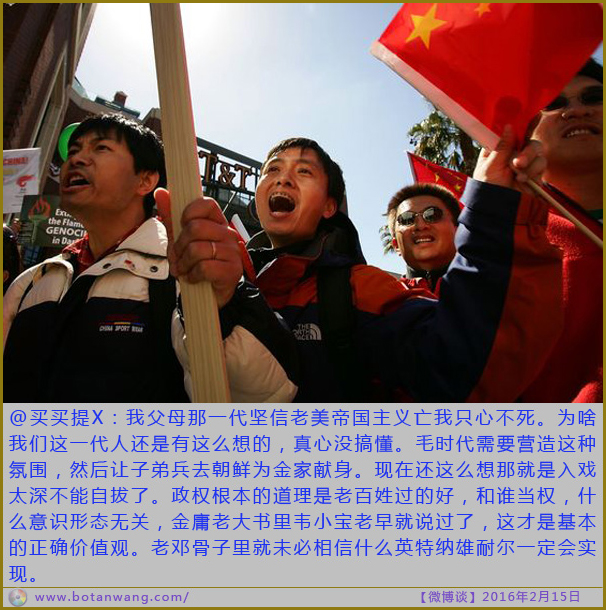 AT&T
CHINA!
the Flame
GENOC
in Da
CHINA SPORT WEAR
THE
NORTH
FACE
@买买提X：我父母那一代坚信老美帝国主义亡我只心不死。为啥
我们这一代人还是有这么想的，真心没搞懂。毛时代需要营造这种
氛围，然后让子弟兵去朝鲜为金家献身。现在还这么想那就是入戏
太深不能自拔了。政权根本的道理是老百姓过的好，和谁当权，什
么意识形态无关，金庸老大书里韦小宝老早就说过了，这才是基本
的正确价值观。老邓骨子里就未必相信什么英特纳雄耐尔一定会实
现。
www.botanwang.com/
【微博谈】2016年2月15日